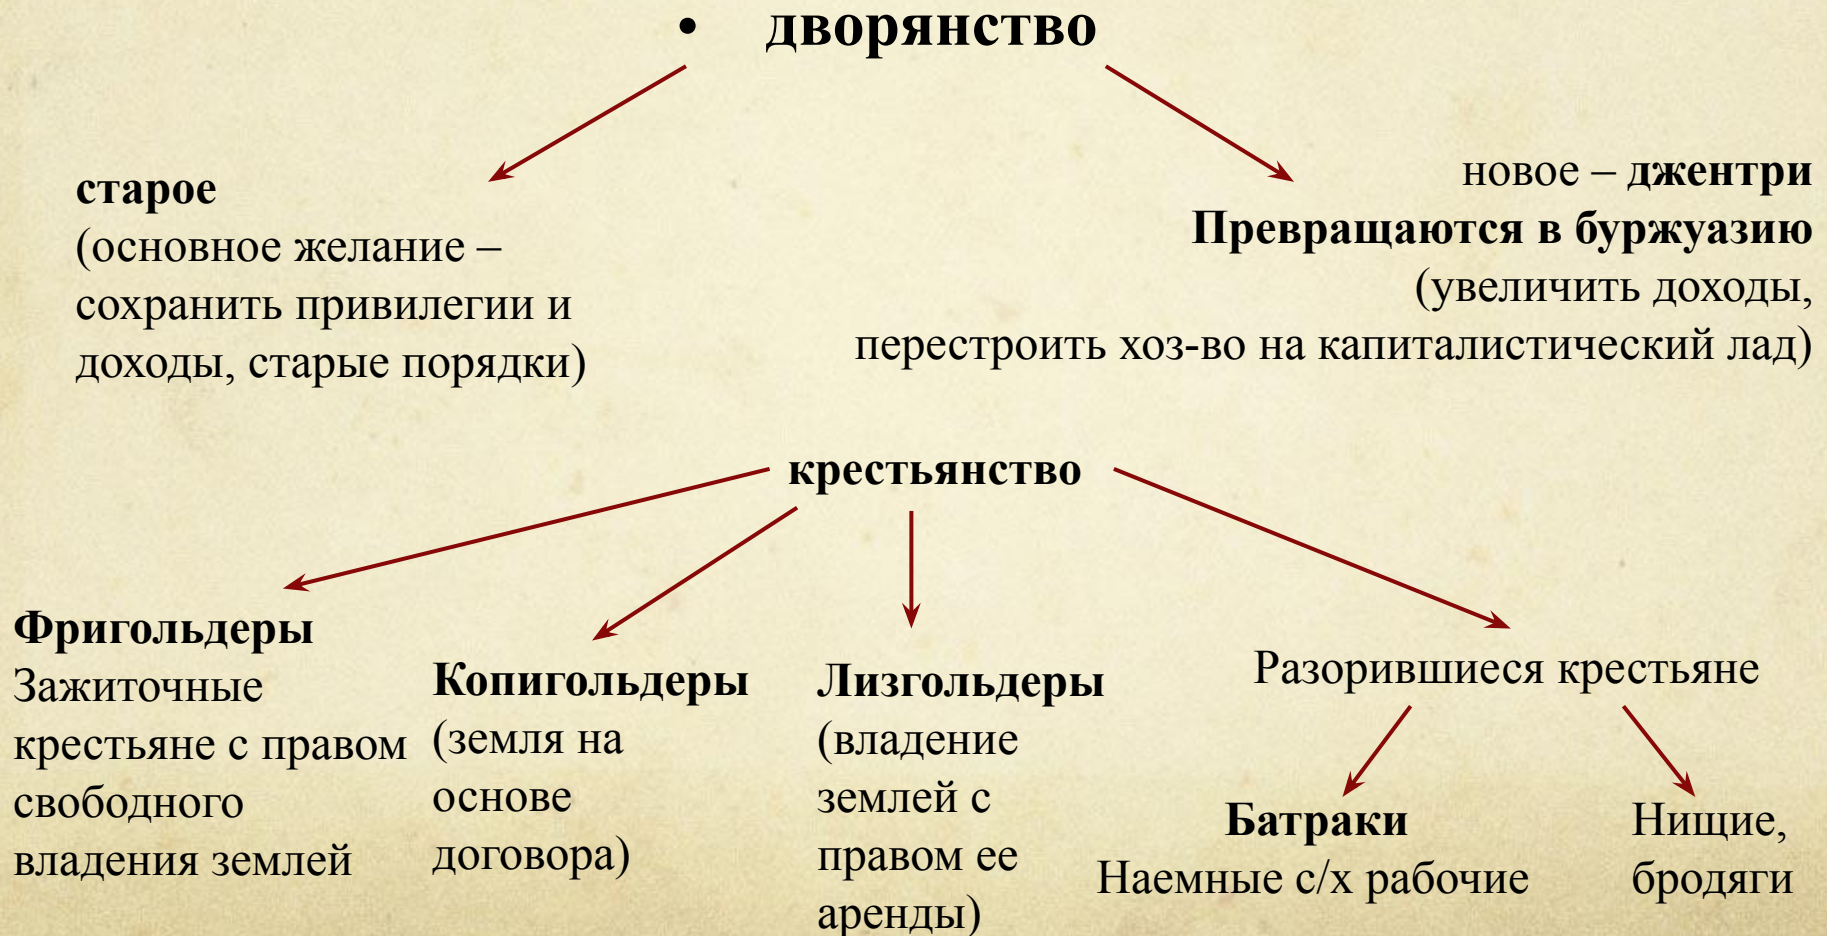 • дворянство
старое
(основное желание –
сохранить привилегии и
доходы, старые порядки)
новое – джентри
Превращаются в буржуазию
(увеличить доходы,
перестроить хоз-во на капиталистический лад)
крестьянство
Фригольдеры
Зажиточные
крестьяне с правом
свободного
владения землей
Копигольдеры
(земля на
основе
договора)
Лизгольдеры
(владение
землей с
правом ее
аренды)
Разорившиеся крестьяне
Батраки
Наемные с/х рабочие
Нищие,
бродяги